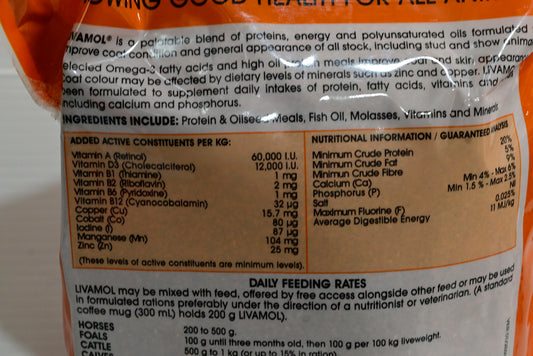 OWING GOOD HEALTH FOR ALL
LIVAMOL® is a palatable blend of proteins, energy and polyunsaturated oils formulated
improve coat condition and general appearance of all stock, including stud and show
elected Omega-3 fatty acids and high oil meals improve and skin,
Coat colour may be affected by dietary levels of minerals such as zinc and copper. LIVAMOL
been formulated to supplement daily intakes of protein, fatty acids, vitamins and
including calcium and phosphorus.
INGREDIENTS INCLUDE: Protein & Oilseed Meals, Fish Oil, Molasses, Vitamins and Minerals
ADDED ACTIVE CONSTITUENTS PER KG:
Vitamin A (Retinol) 60,000 I.U.
Vitamin D3 (Cholecalciferol) 12,000 I.U.
Vitamin B1 (Thiamine) 1 mg
Vitamin B2 (Riboflavin) 2 mg
Vitamin B6 (Pyridoxine) 1 mg
Vitamin B12 (Cyanocobalamin) 32 µg
Copper (Cu) 15.7 mg
Cobalt (Co) 80 µg
Iodine (I) 87 µg
Manganese (Mn) 104 mg
Zinc (Zn) 25 mg
(These levels of active constituents are minimum levels).
NUTRITIONAL INFORMATION / GUARANTEED ANALYSIS
Minimum Crude Protein 20%
Minimum Crude Fat 5%
Minimum Crude Fibre 9%
Calcium (Ca) Min 4% - Max 6%
Phosphorus (P) Min 1.5 % - Max 2.5%
Salt Nil
Maximum Fluorine (F) 0.025%
Average Digestible Energy 11 MJ/kg
DAILY FEEDING RATES
LIVAMOL may be mixed with feed, offered by free access alongside other feed or may be used
in formulated rations preferably under the direction of a nutritionist or veterinarian. (A standard
coffee mug (300 mL) holds 200 g LIVAMOL).
HORSES 200 to 500 g.
FOALS 100 g until three months old, then 100 g per 100 kg liveweight.
CATTLE 500 g to 1 kg (or up to 15% in ration)
CALVES